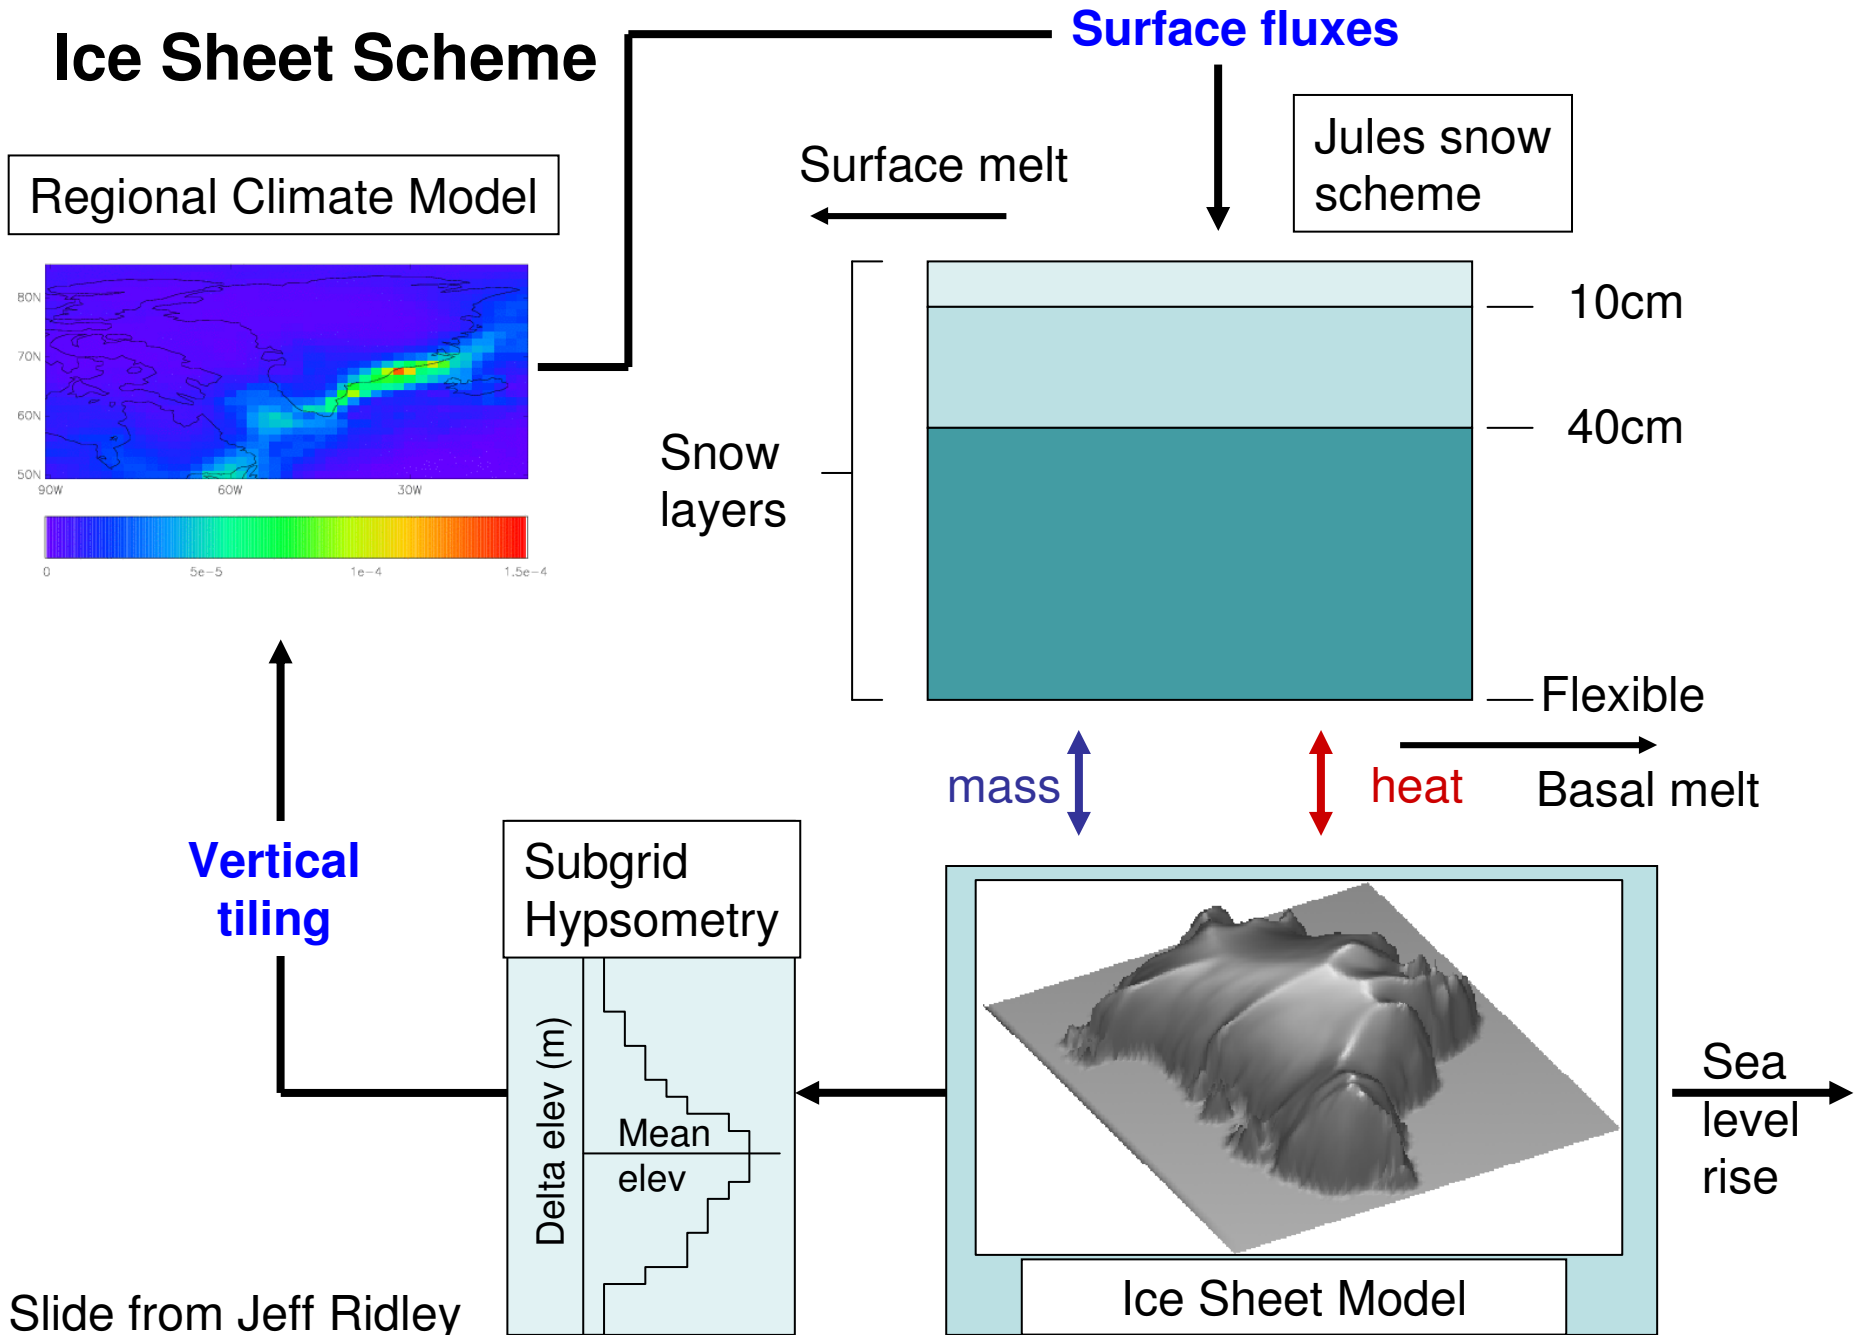 Ice Sheet Scheme
Surface fluxes
Regional Climate Model
Surface melt
Jules snow
scheme
80N
70N
60N
50N
90W
60W
30W
0
5e-5
1e-4
1.5e-4
Snow
layers
10cm
40cm
Flexible
mass
heat
Basal melt
Vertical
tiling
Subgrid
Hypsometry
Delta elev (m)
Mean
elev
Sea
level
rise
Ice Sheet Model
Slide from Jeff Ridley